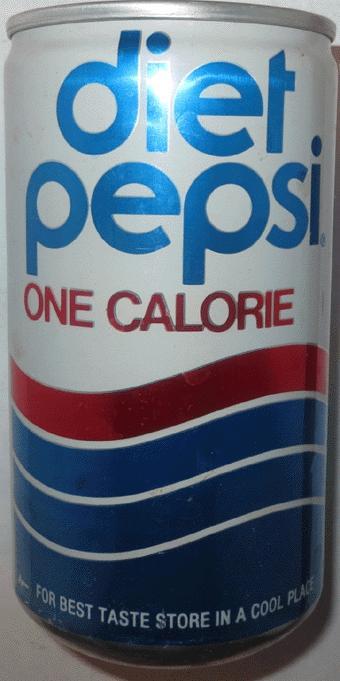 diet
pepsi®
ONE CALORIE
FOR BEST TASTE STORE IN A COOL PLACE